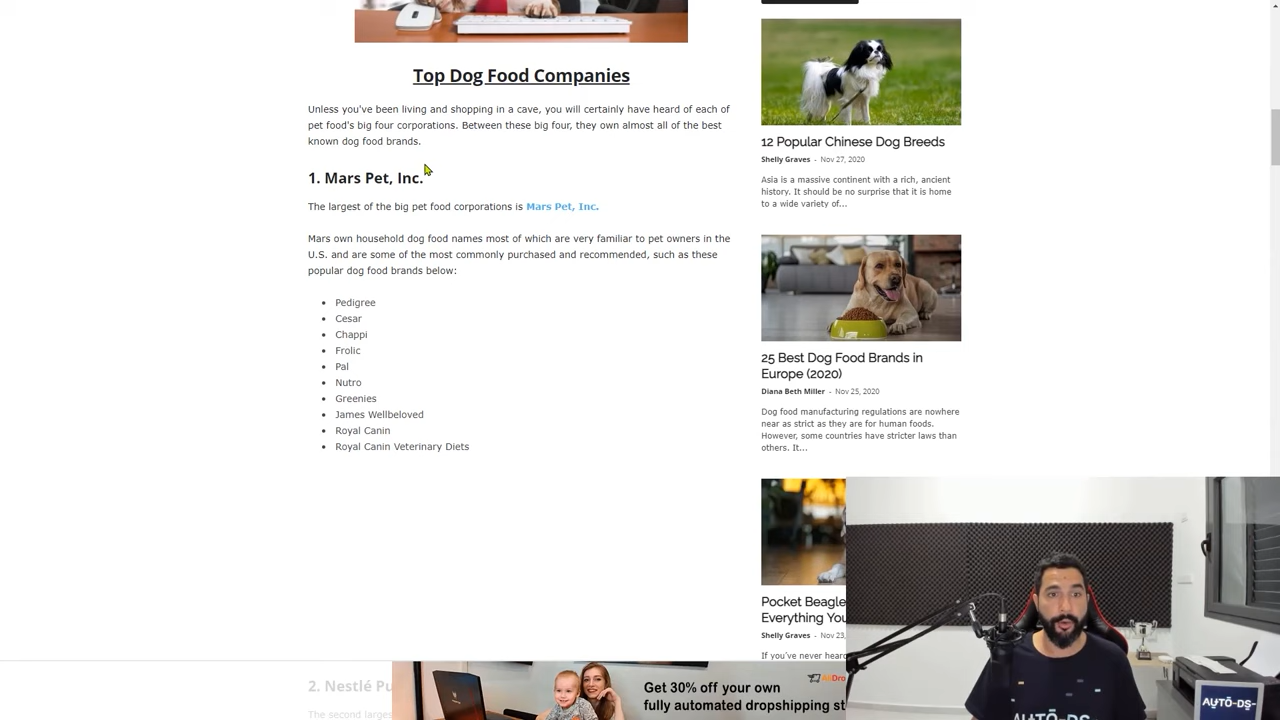 Top Dog Food Companies
Unless you've been living and shopping in a cave, you will certainly have heard of each of
pet food's big four corporations. Between these big four, they own almost all of the best
known dog food brands.
1. Mars Pet, Inc.
The largest of the big pet food corporations is Mars Pet, Inc.
Mars own household dog food names most of which are very familiar to pet owners in the
U.S. and are some of the most commonly purchased and recommended, such as these
popular dog food brands below:
• Pedigree
• Cesar
• Chappi
• Frolic
• Pal
• Nutro
• Greenies
• James Wellbeloved
• Royal Canin
• Royal Canin Veterinary Diets
2. Nestlé Pu
The second larges
12 Popular Chinese Dog Breeds
Shelly Graves - Nov 27, 2020
Asia is a massive continent with a rich, ancient
history. It should be no surprise that it is home
to a wide variety of...
25 Best Dog Food Brands in
Europe (2020)
Diana Beth Miller - Nov 25, 2020
Dog food manufacturing regulations are nowhere
near as strict as they are for human foods.
However, some countries have stricter laws than
others. It...
Pocket Beagle
Everything You
Shelly Graves - Nov 23,
If you've never heard
Get 30% off your own
fully automated dropshipping st
AliDro
AUTO-DS
AUTO-DS-